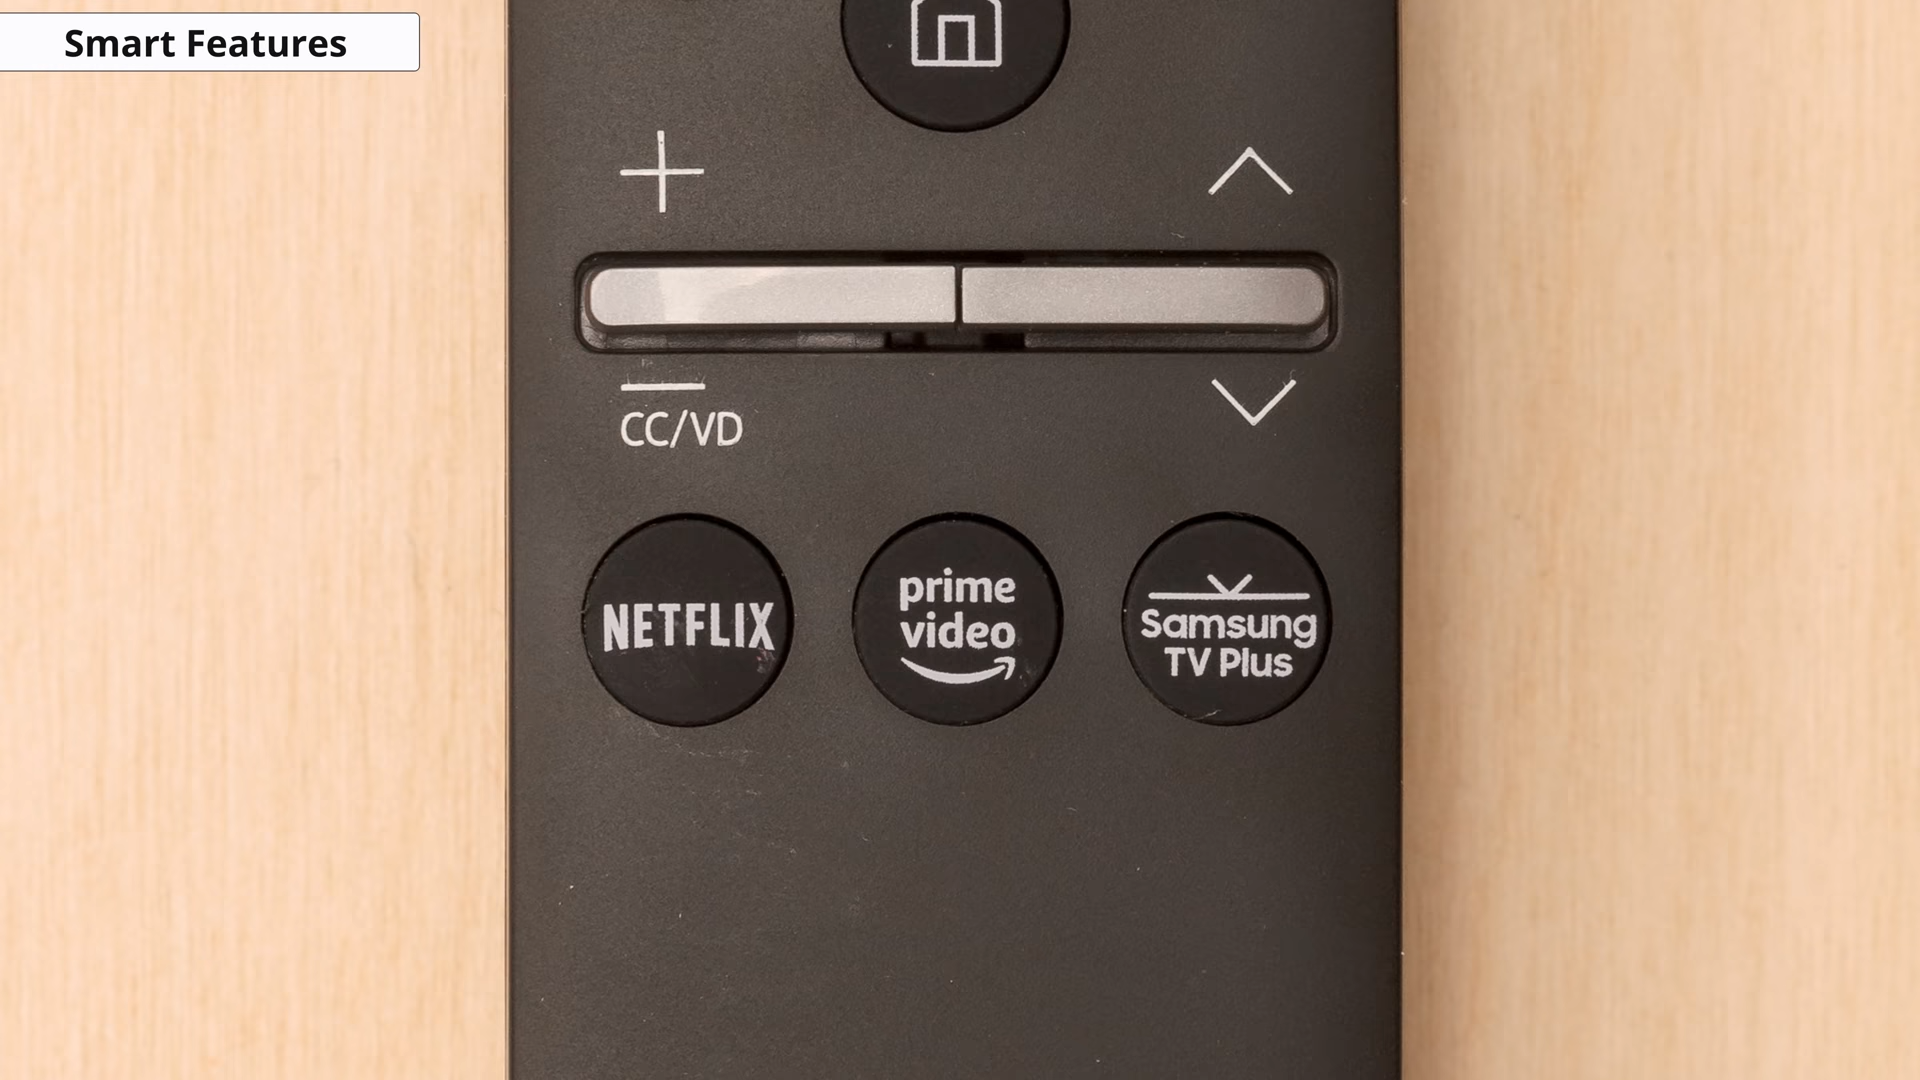 Smart Features
CC/VD
NETFLIX
prime
video
Samsung
TV Plus